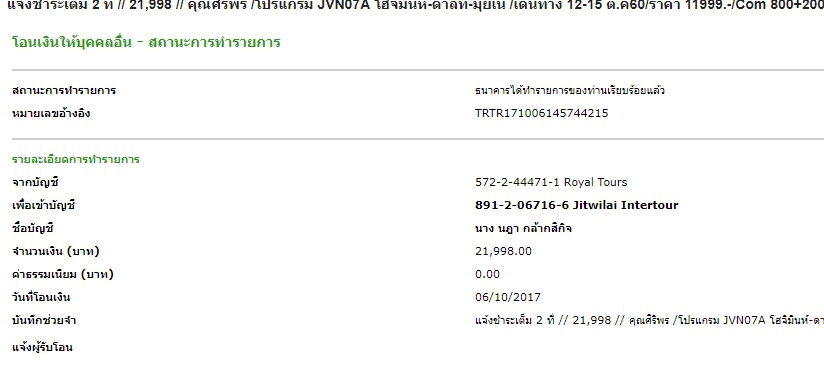 แจ้งชำระเต็ม 2 ที่ // 21,998 // คุณศิริพร /โปรแกรม JVN07A โฮจิมินห์-ดาลัท-มุยเน่ /เดินทาง 12-15 ต.ค60/ราคา 11999.-/Com 800+200
โอนเงินให้บุคคลอื่น - สถานะการทำรายการ
สถานะการทำรายการ ธนาคารได้ทำรายการของท่านเรียบร้อยแล้ว
หมายเลขอ้างอิง TRTR171006145744215
รายละเอียดการทำรายการ
จากบัญชี 572-2-44471-1 Royal Tours
เพื่อเข้าบัญชี 891-2-06716-6 Jitwilai Intertour
ชื่อบัญชี นาง นฎา กล้ากสิกิจ
จำนวนเงิน (บาท) 21,998.00
ค่าธรรมเนียม (บาท) 0.00
วันที่โอนเงิน 06/10/2017
บันทึกช่วยจำ แจ้งชำระเต็ม 2 ที่ // 21,998 // คุณศิริพร /โปรแกรม JVN07A โฮจิมินห์-ดา
แจ้งผู้รับโอน